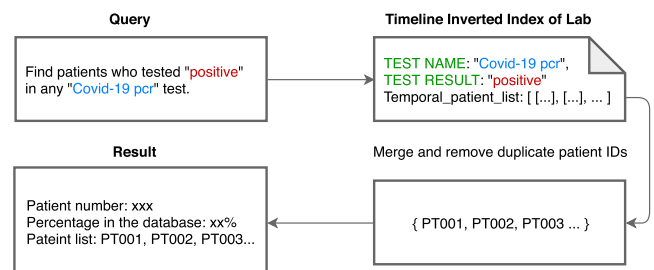 Query
Find patients who tested "positive"
in any "Covid-19 pcr" test.
Timeline Inverted Index of Lab
TEST NAME: "Covid-19 pcr",
TEST RESULT: "positive"
Temporal_patient_list: [ [...], [...], ... ]
Merge and remove duplicate patient IDs
{ PT001, PT002, PT003 ... }
Result
Patient number: xxx
Percentage in the database: xx%
Pateint list: PT001, PT002, PT003...